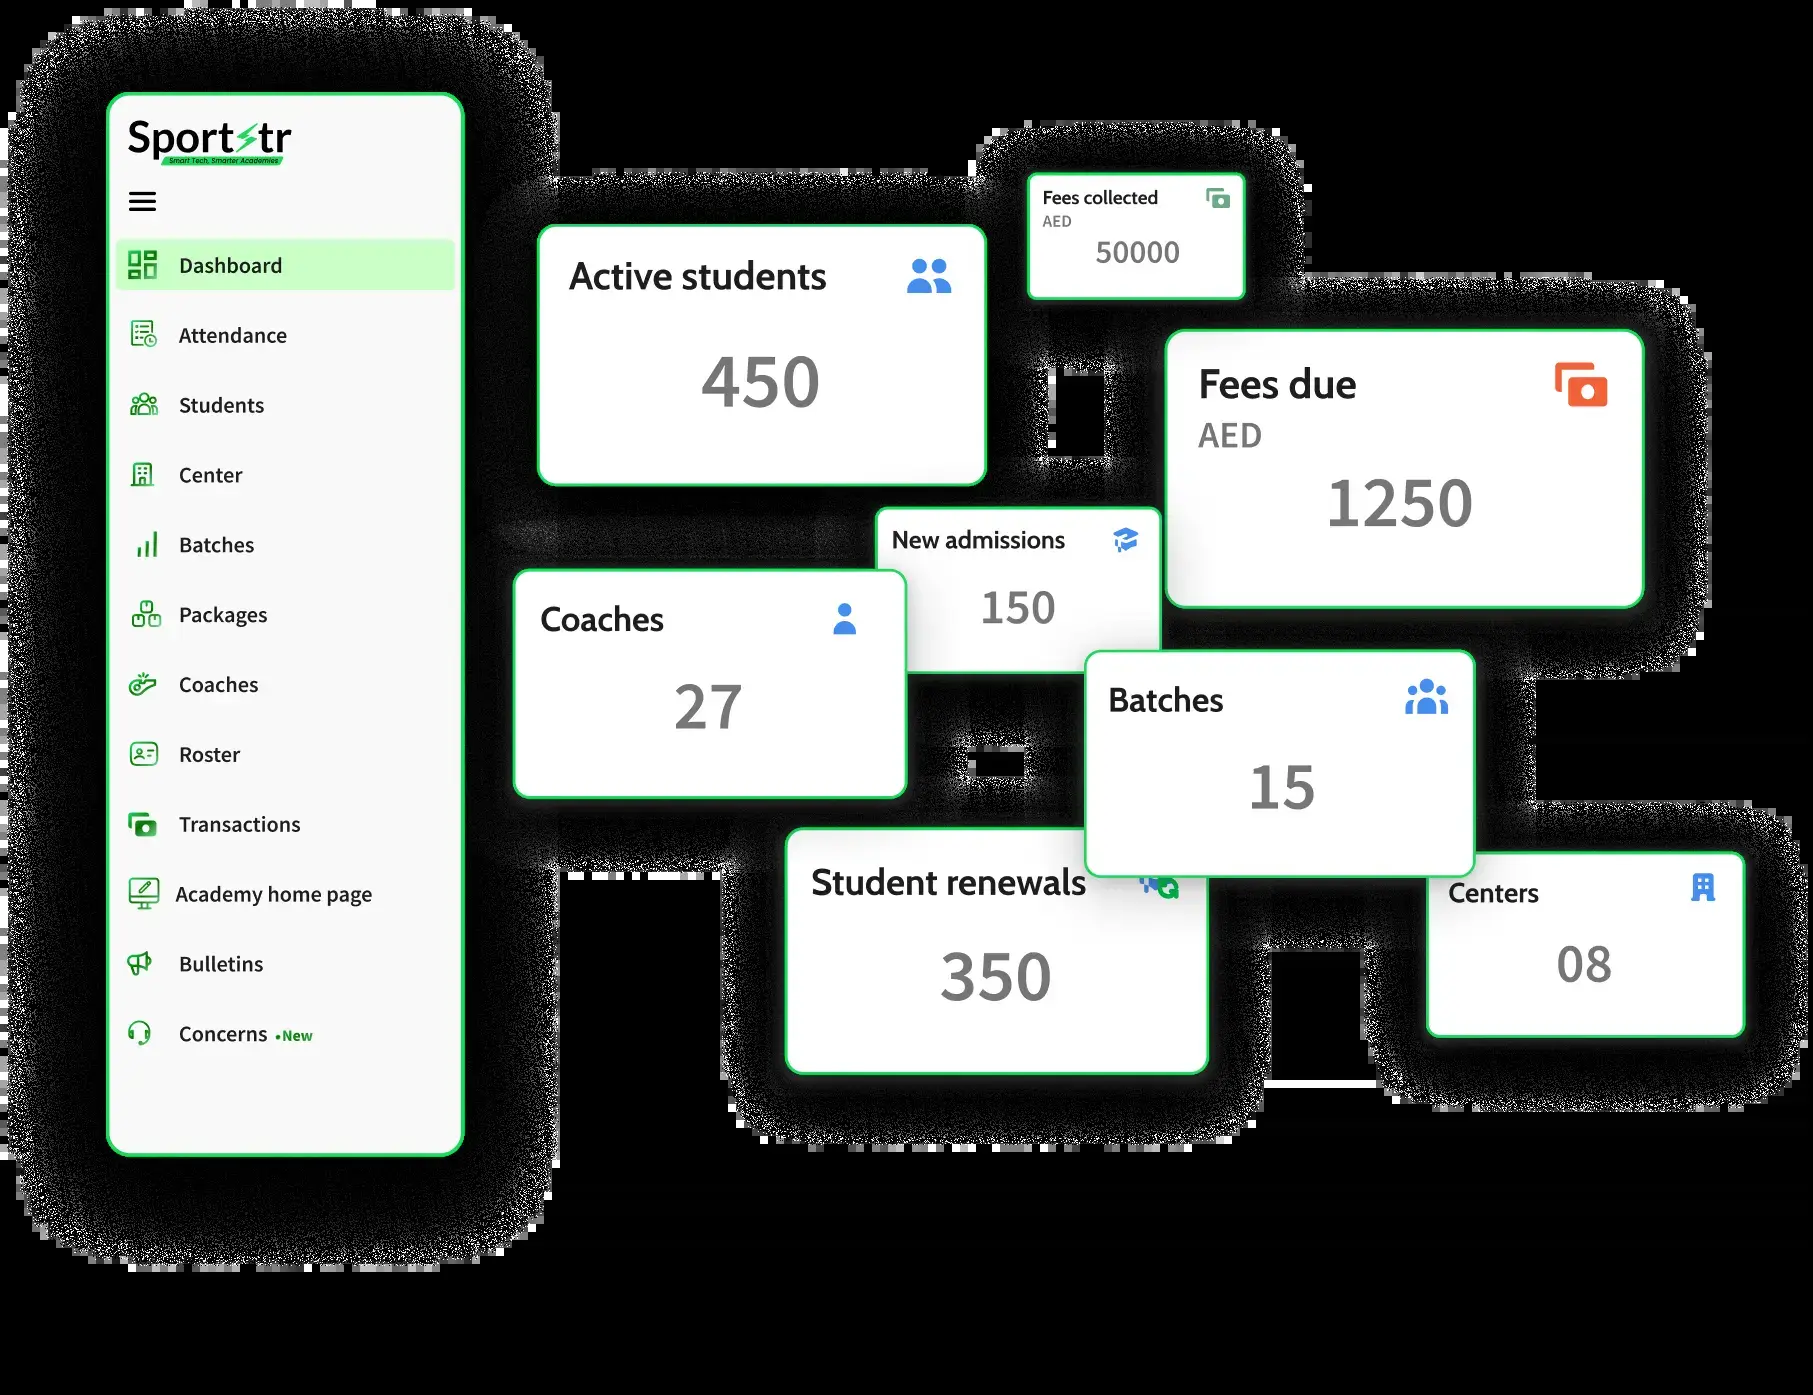 Sportstr
Smart Tech, Smarter Academies
Dashboard
Attendance
Students
Center
Batches
Packages
Coaches
Roster
Transactions
Academy home page
Bulletins
Concerns •New
Active students
450
Fees collected
AED
50000
Fees due
AED
1250
New admissions
150
Coaches
27
Batches
15
Student renewals
350
Centers
08